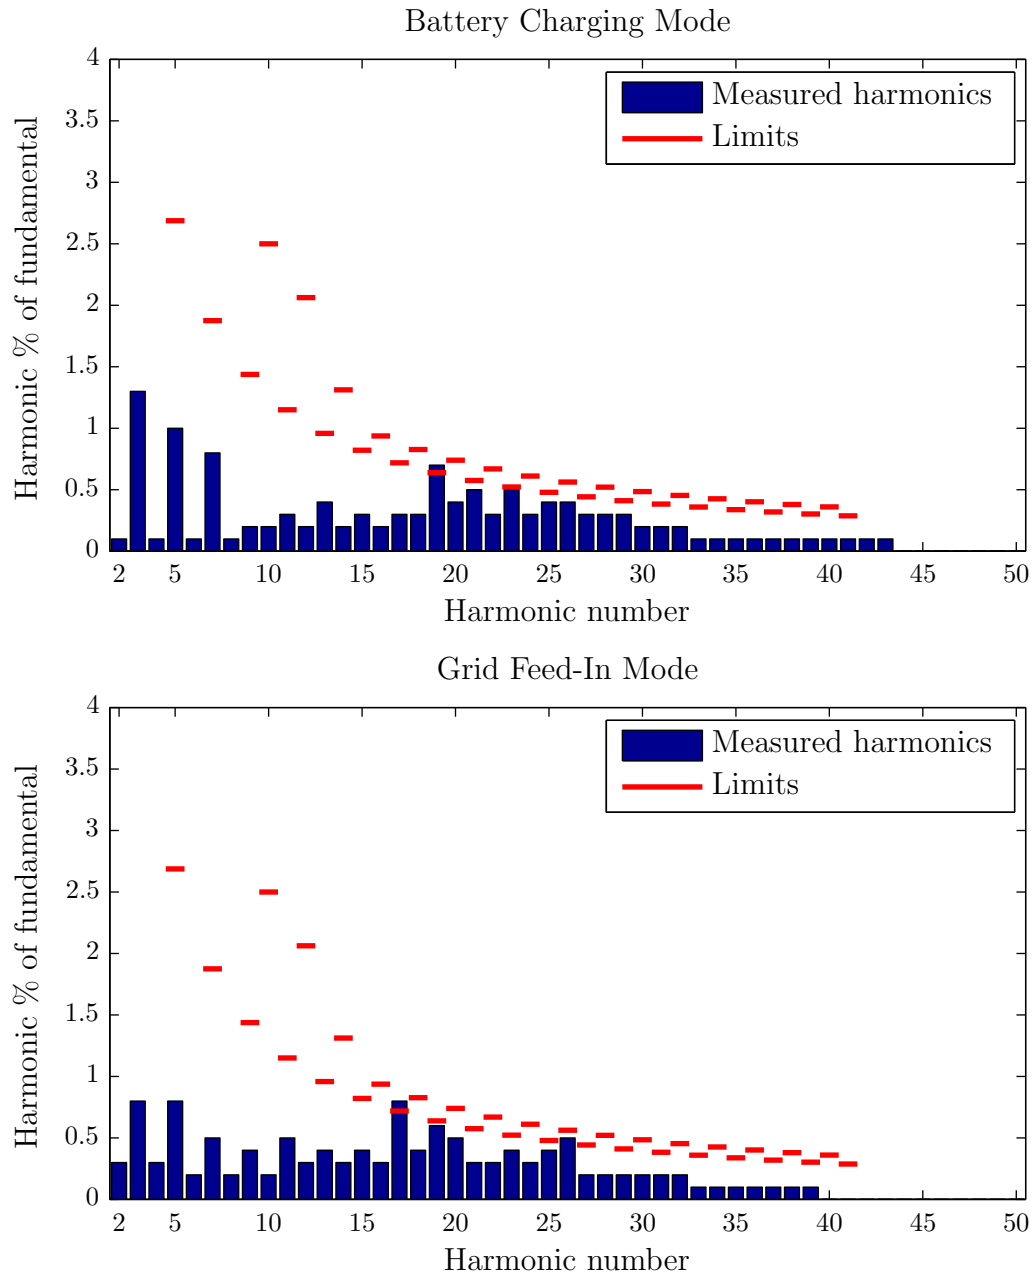 Battery Charging Mode
4
3.5
3
2.5
2
1.5
1
0.5
0
Harmonic % of fundamental
Measured harmonics
Limits
2 5 10 15 20 25 30 35 40 45 50
Harmonic number
Grid Feed-In Mode
4
3.5
3
2.5
2
1.5
1
0.5
0
Harmonic % of fundamental
Measured harmonics
Limits
2 5 10 15 20 25 30 35 40 45 50
Harmonic number